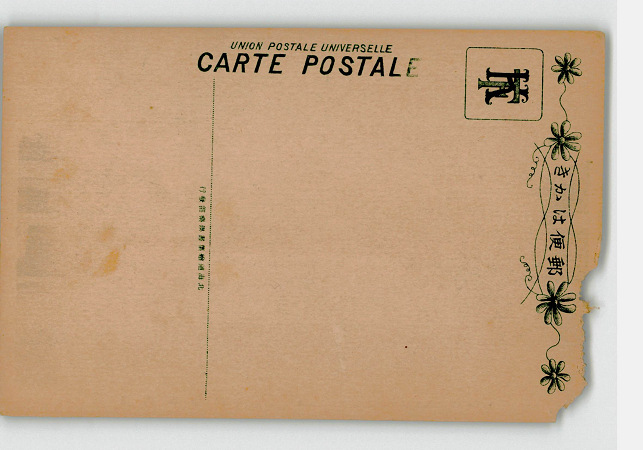 UNION POSTALE UNIVERSELLE
CARTE POSTALE
郵便はかき